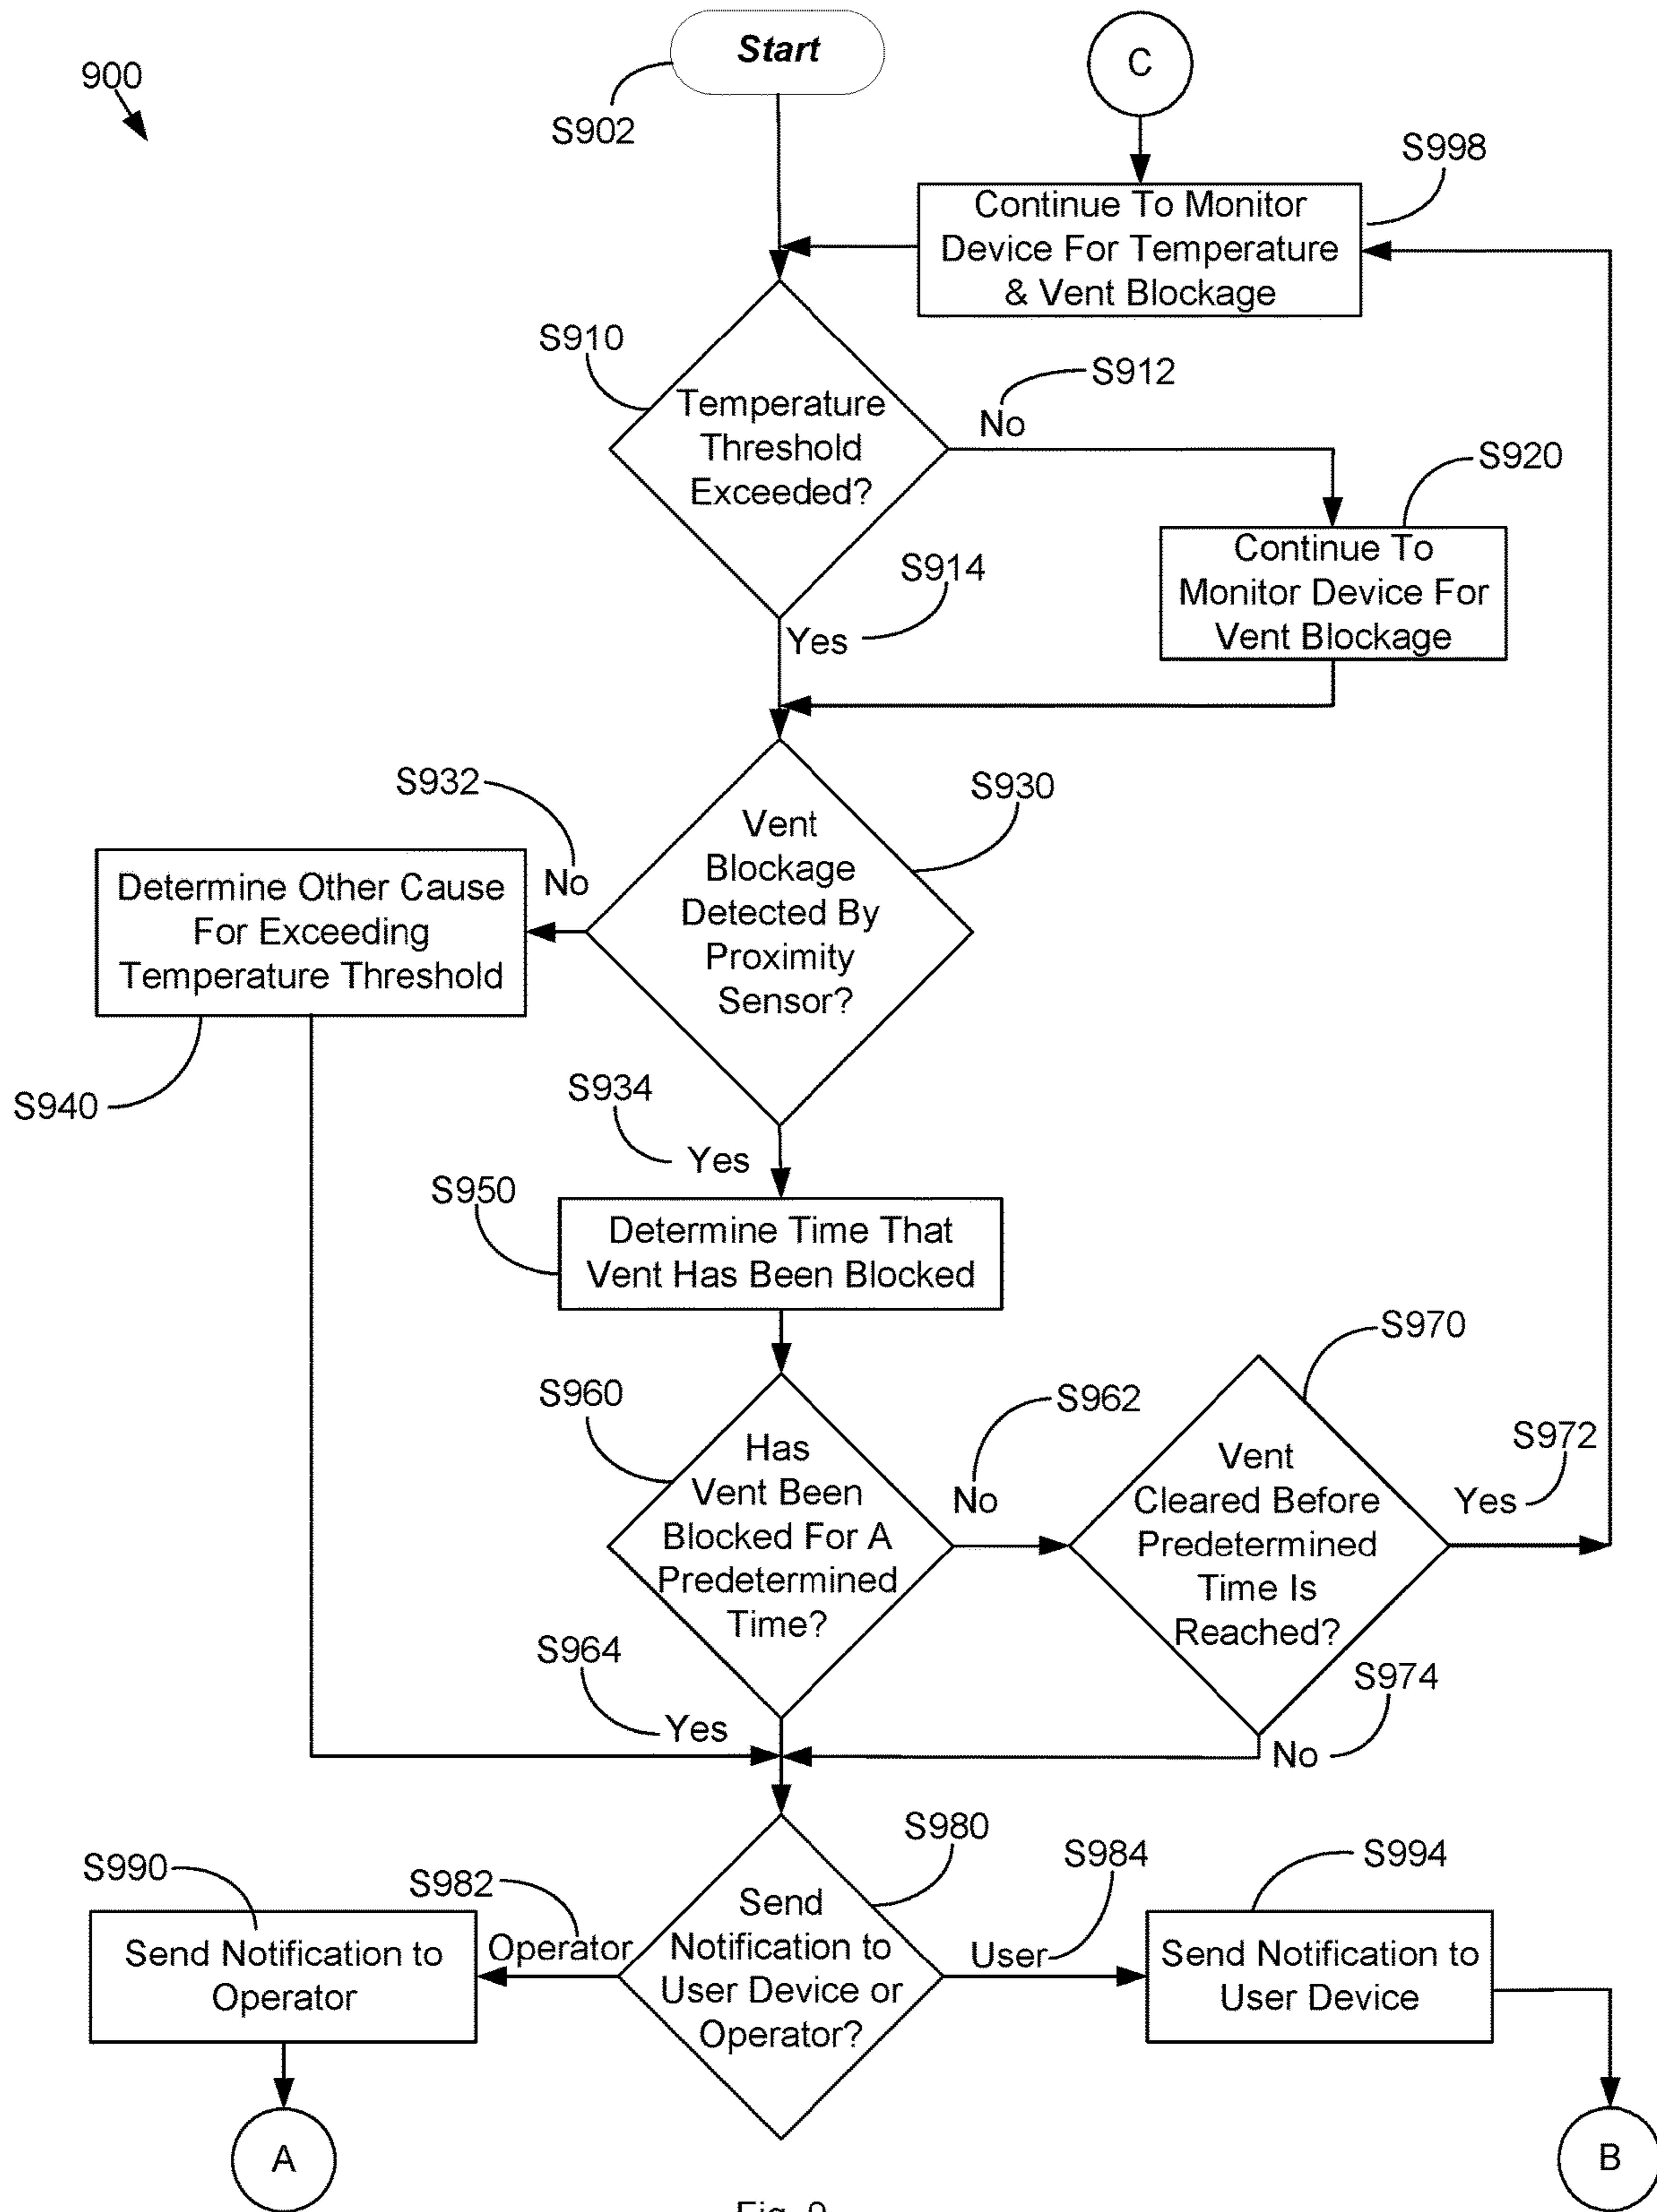 Start
C
900
S902
S998
Continue To Monitor
Device For Temperature
& Vent Blockage
S910
S912
Temperature
Threshold
Exceeded?
No
S920
Continue To
Monitor Device For
Vent Blockage
S914
Yes
S932
S930
Vent
Blockage
Detected By
Proximity
Sensor?
No
Determine Other Cause
For Exceeding
Temperature Threshold
S940
S934
Yes
S950
Determine Time That
Vent Has Been Blocked
S970
S960
S962
Has
Vent Been
Blocked For A
Predetermined
Time?
No
Vent
Cleared Before
Predetermined
Time Is
Reached?
S972
Yes
S964
Yes
S974
No
S980
S990
S982
S984
S994
Send
Notification to
User Device or
Operator?
Operator
User
Send Notification to
Operator
Send Notification to
User Device
A
B
Fig. 9